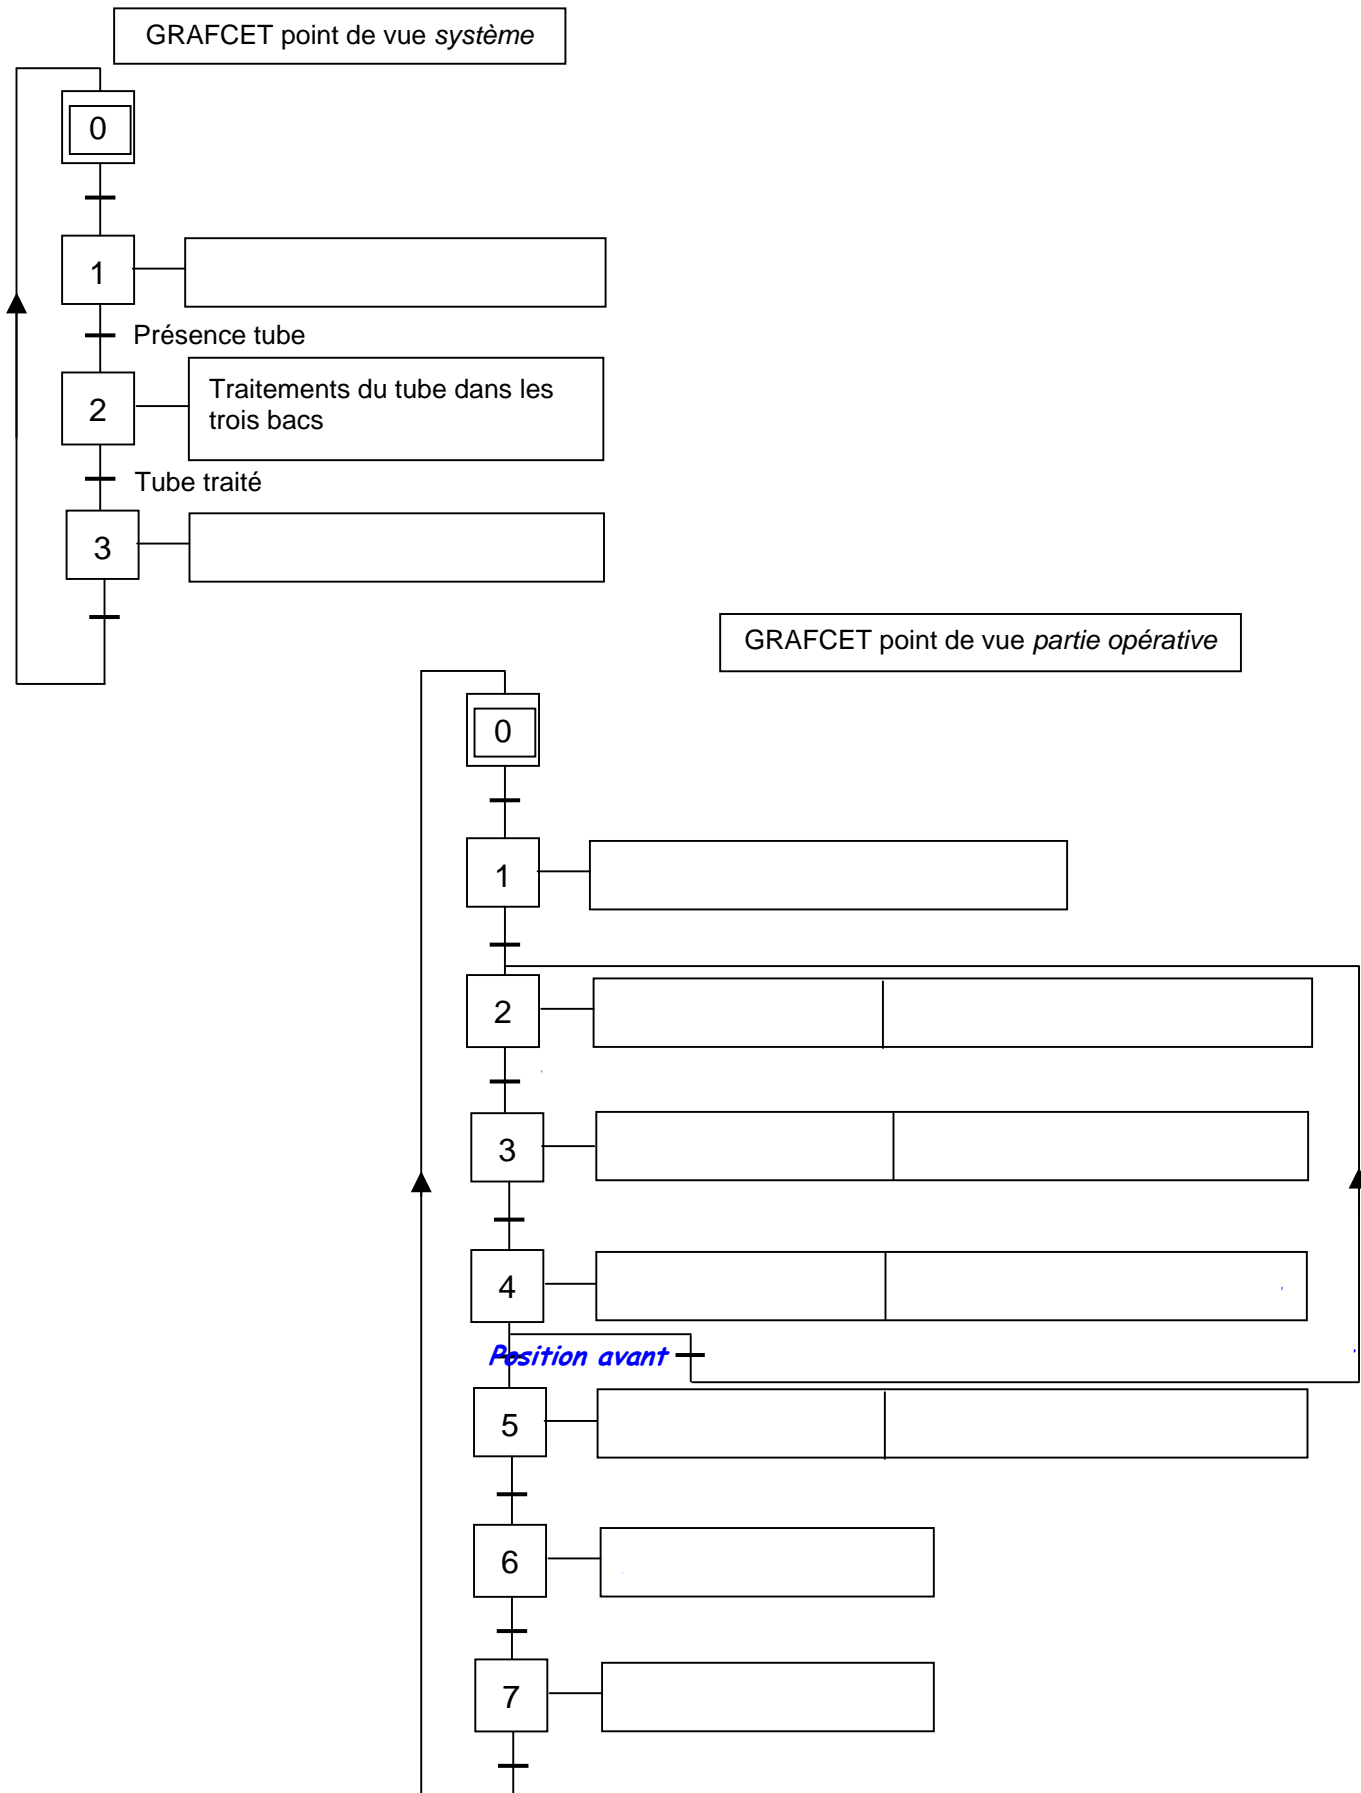 GRAFCET point de vue système
0
1
Présence tube
2
Traitements du tube dans les
trois bacs
Tube traité
3
GRAFCET point de vue partie opérative
0
1
2
3
4
Position avant
5
6
7